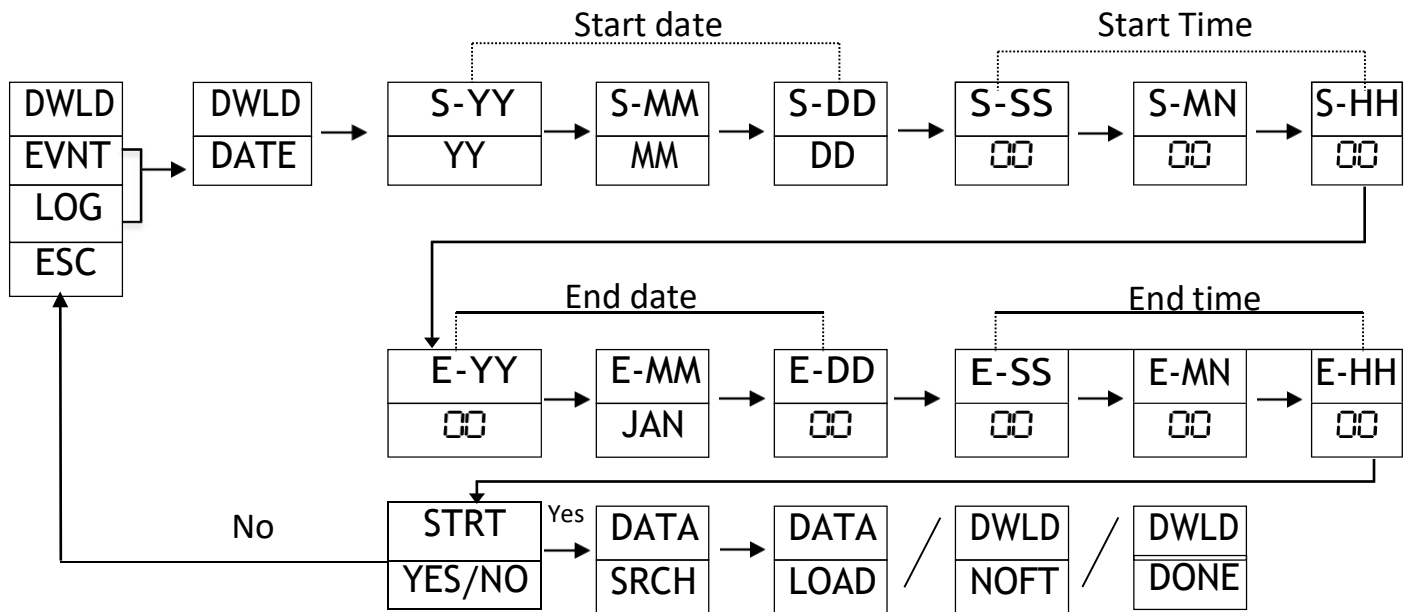 Start date Start Time
DWLD DWLD S-YY S-MM S-DD S-SS S-MN S-HH
EVNT DATE YY MM DD 00 00 00
LOG
ESC
End date End time
E-YY E-MM E-DD E-SS E-MN E-HH
00 JAN 00 00 00 00
No STRT Yes DATA DATA / DWLD / DWLD
YES/NO SRCH LOAD NOFT DONE